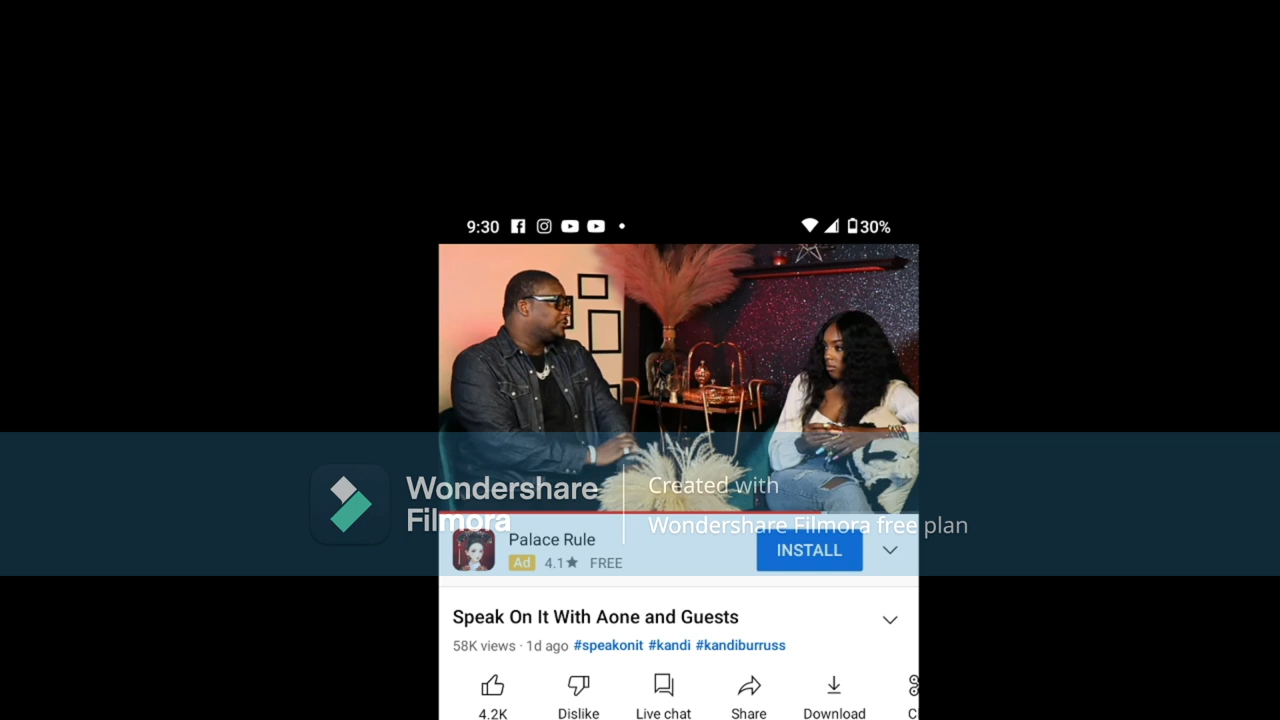 9:30
30%
Wondershare
Filmora
Created with
Wondershare Filmora free plan
Palace Rule
INSTALL
Ad 4.1★ FREE
Speak On It With Aone and Guests
58K views · 1d ago #speakonit #kandi #kandiburruss
4.2K Dislike Live chat Share Download C